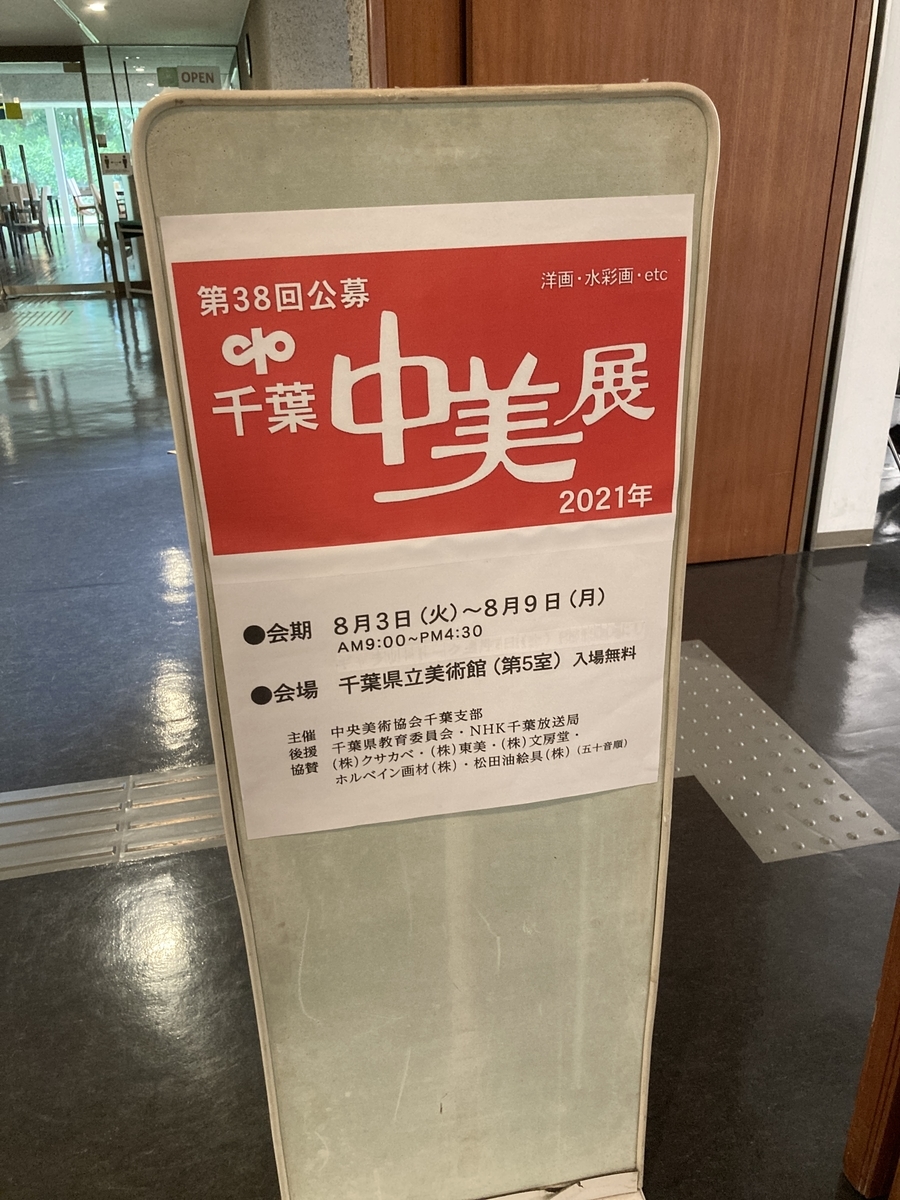 OPEN
第38回公募
洋画・水彩画・etc
千葉 中美展
2021年
●会期 8月3日(火)～8月9日(月)
AM9:00~PM4:30
●会場 千葉県立美術館(第5室) 入場無料
主催 中央美術協会千葉支部
後援 千葉県教育委員会・NHK千葉放送局
協賛 (株)クサカベ・(株)東美・(株)文房堂・
ホルベイン画材(株)・松田油絵具(株)(五十音順)